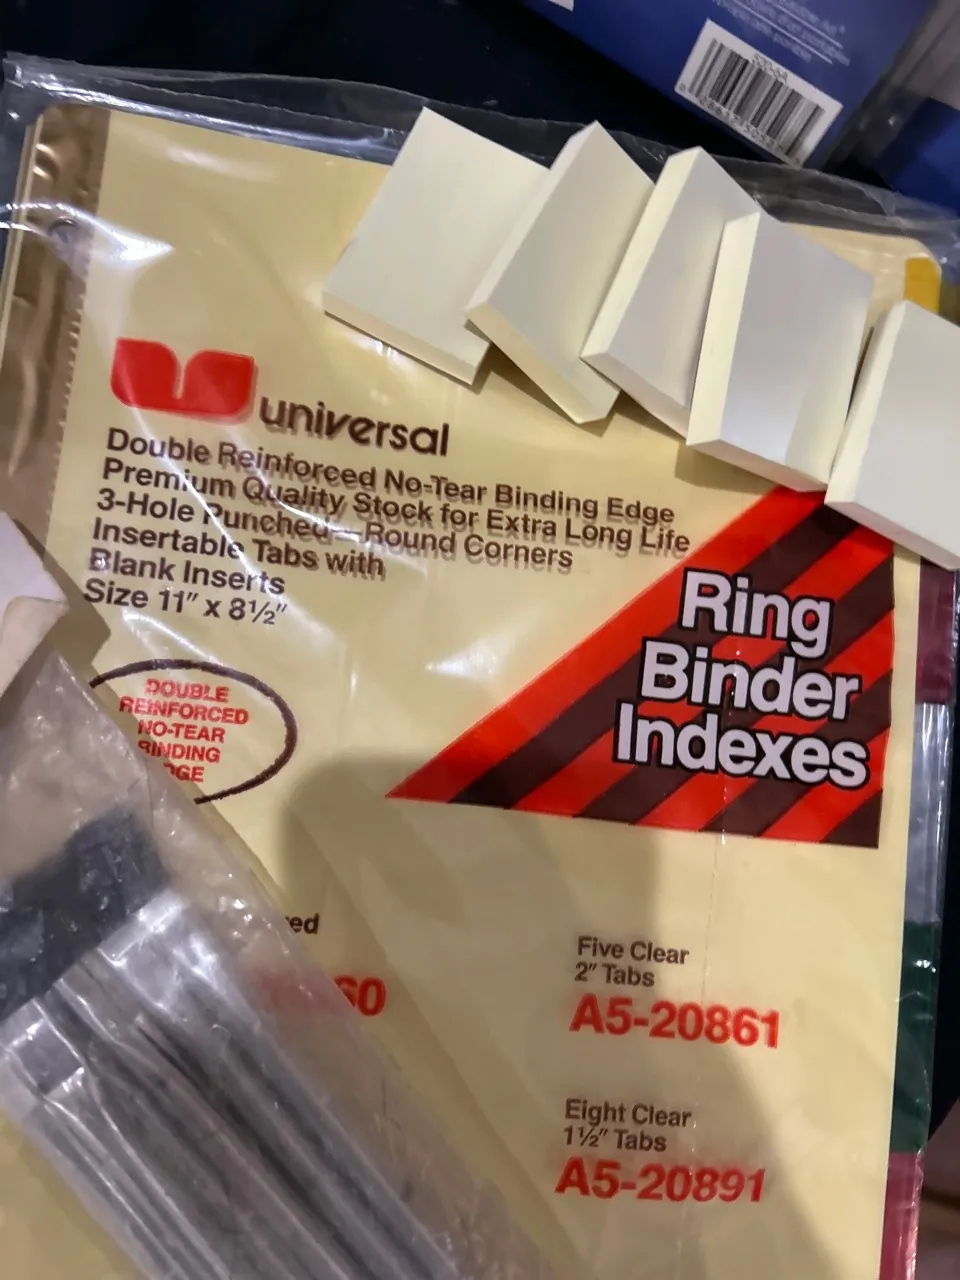 universal
Double Reinforced No-Tear Binding Edge
Premium Quality Stock for Extra Long Life
3-Hole Punched—Round Corners
Insertable Tabs with
Blank Inserts
Size 11" x 8½"
DOUBLE
REINFORCED
NO-TEAR
BINDING
Ring
Binder
Indexes
Five Clear
2" Tabs
A5-20861
Eight Clear
1½" Tabs
A5-20891